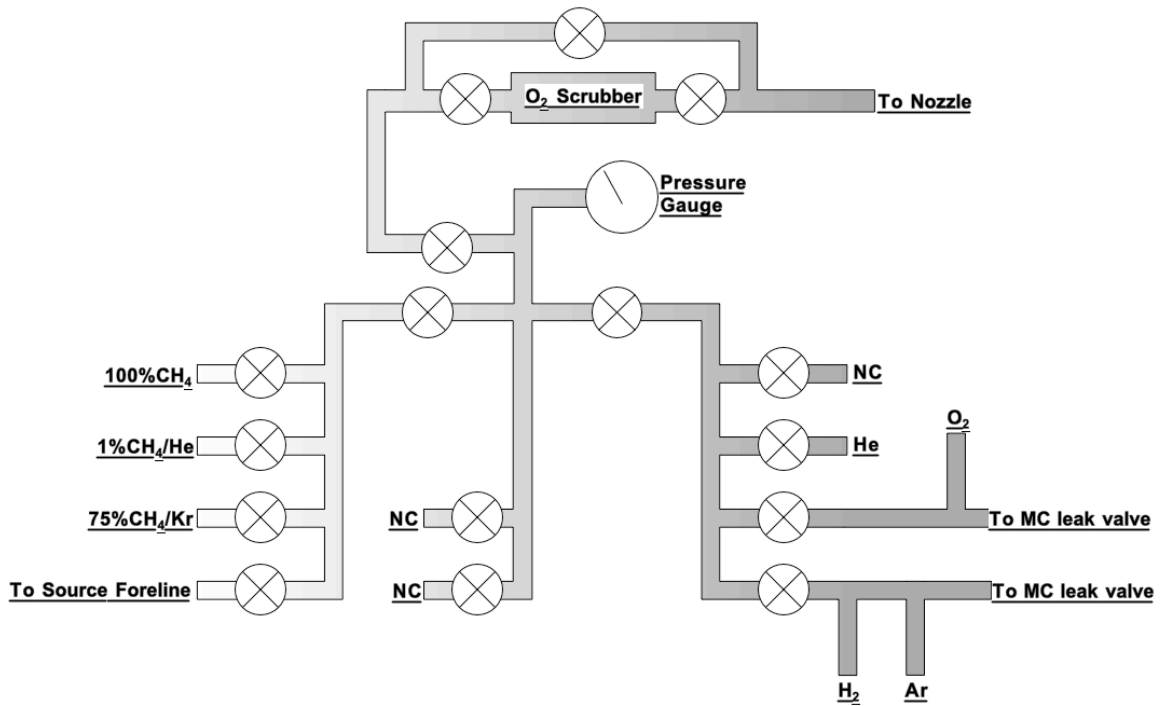 O₂ Scrubber
To Nozzle
Pressure
Gauge
100%CH₄
NC
O₂
1%CH₄/He
He
75%CH₄/Kr
NC
To MC leak valve
To Source Foreline
NC
To MC leak valve
H₂
Ar